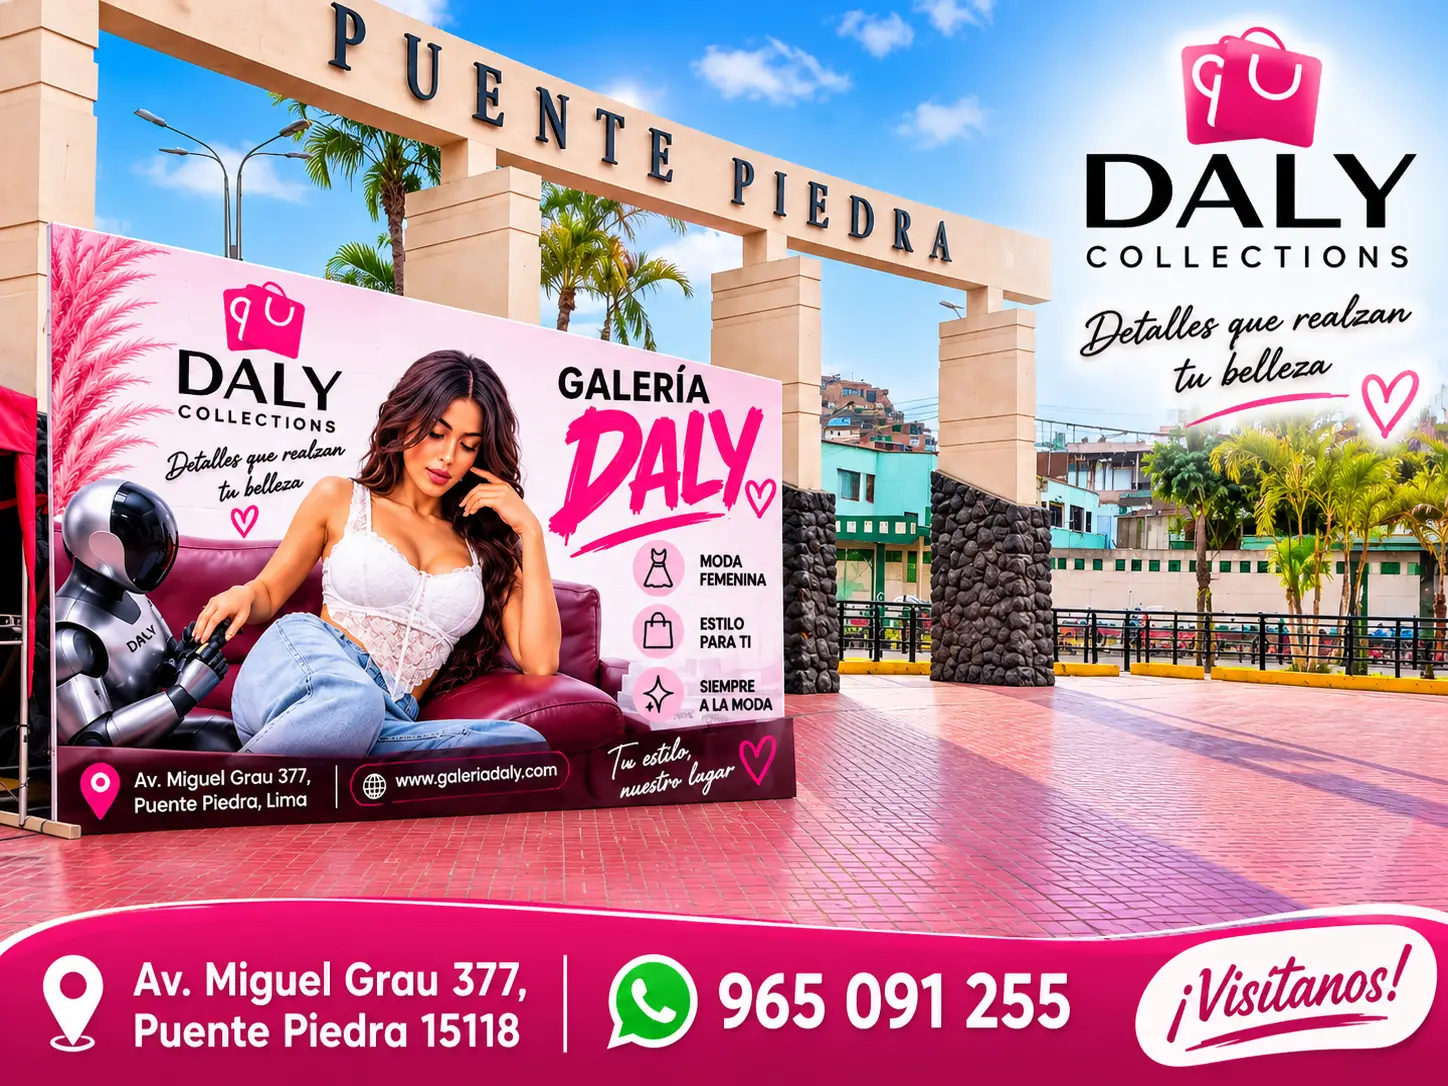 PUENTE PIEDRA
DALY
COLLECTIONS
Detalles que realzan
tu belleza
DALY
COLLECTIONS
Detalles que realzan
tu belleza
GALERÍA
DALY
MODA
FEMENINA
ESTILO
PARA TI
SIEMPRE
A LA MODA
DALY
Av. Miguel Grau 377,
Puente Piedra, Lima
www.galeriadaly.com
Tu estilo,
nuestro lugar
Av. Miguel Grau 377,
Puente Piedra 15118
965 091 255
¡Visítanos!